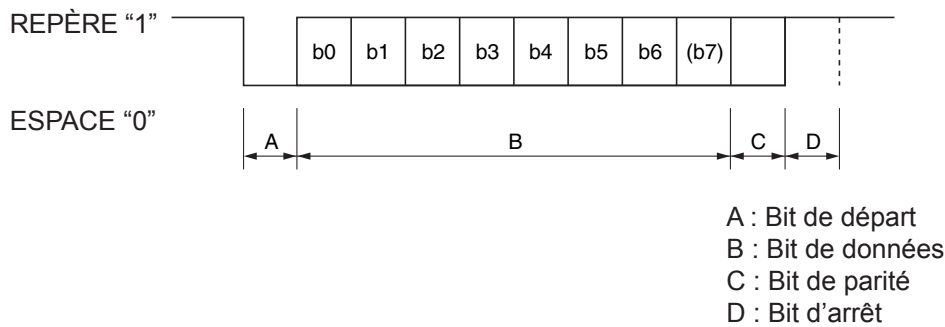 REPÈRE “1”
b0 b1 b2 b3 b4 b5 b6 (b7)
ESPACE “0”
A B C D
A : Bit de départ
B : Bit de données
C : Bit de parité
D : Bit d’arrêt